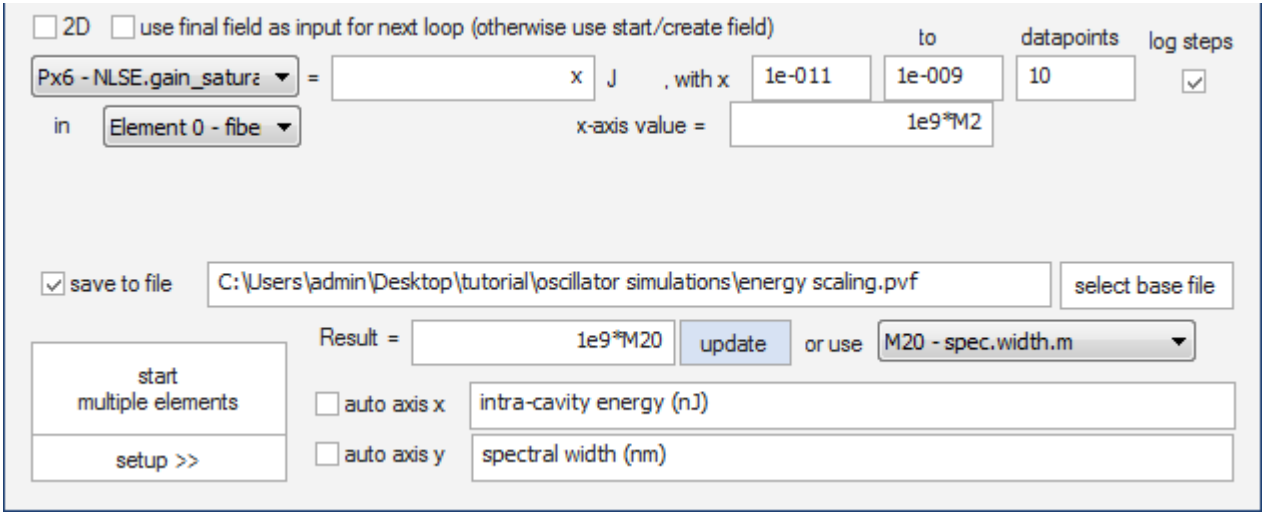 2D use final field as input for next loop (otherwise use start/create field)
to datapoints log steps
Px6 - NLSE.gain_satura = x J , with x 1e-011 1e-009 10
in Element 0 - fibe x-axis value = 1e9*M2
save to file C:\Users\admin\Desktop\tutorial\oscillator simulations\energy scaling.pvf select base file
Result = 1e9*M20 update or use M20 - spec.width.m
start
multiple elements
auto axis x intra-cavity energy (nJ)
setup >> auto axis y spectral width (nm)